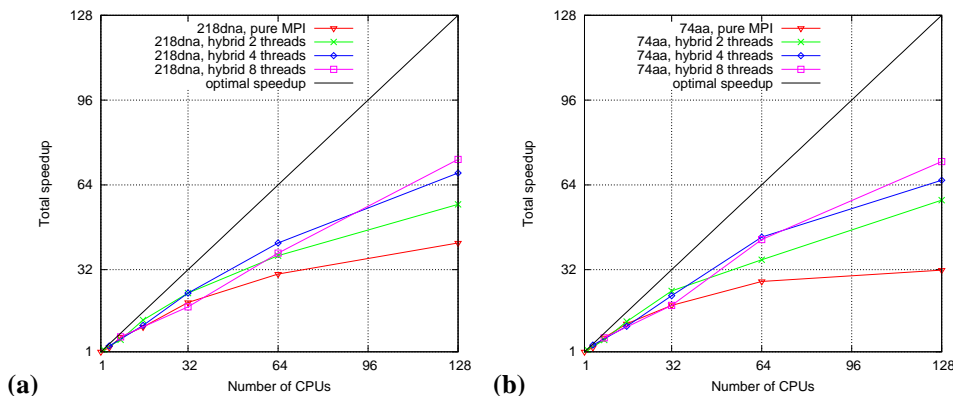 128
96
64
32
1
1 32 64 96 128
Total speedup
Number of CPUs
218dna, pure MPI
218dna, hybrid 2 threads
218dna, hybrid 4 threads
218dna, hybrid 8 threads
optimal speedup
(a)
128
96
64
32
1
1 32 64 96 128
Total speedup
Number of CPUs
74aa, pure MPI
74aa, hybrid 2 threads
74aa, hybrid 4 threads
74aa, hybrid 8 threads
optimal speedup
(b)